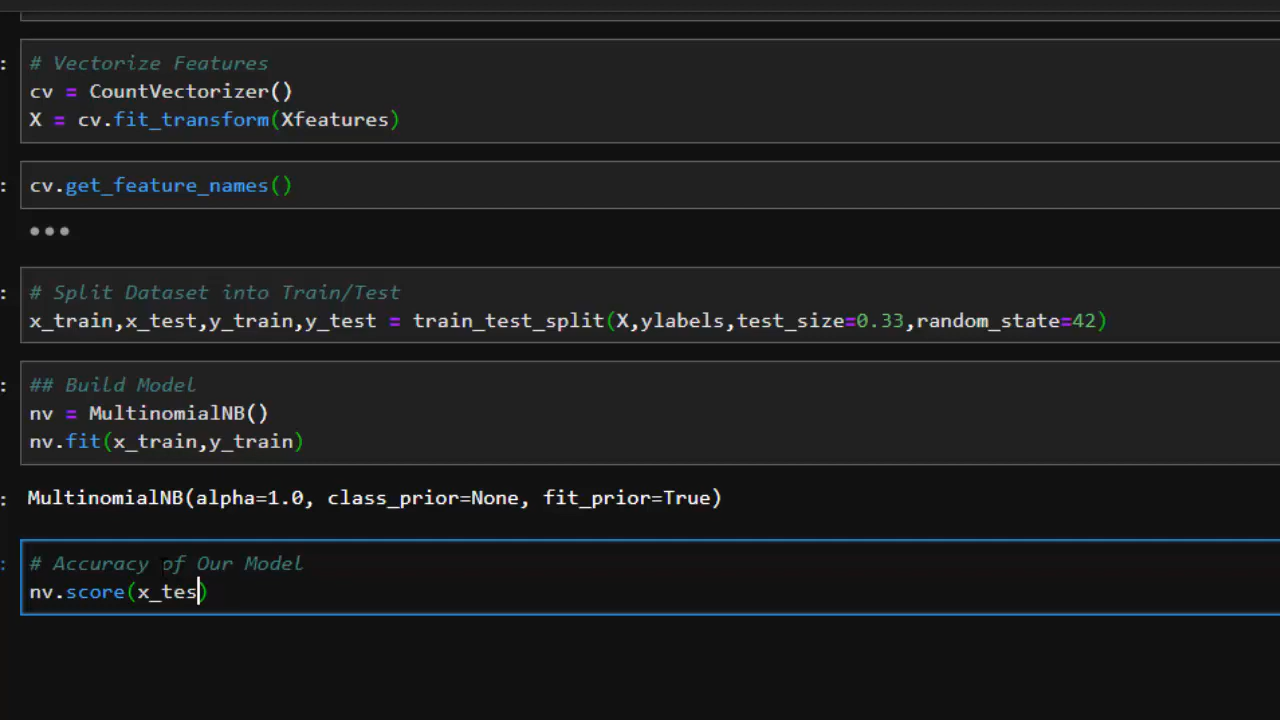 # Vectorize Features
cv = CountVectorizer()
X = cv.fit_transform(Xfeatures)
cv.get_feature_names()
# Split Dataset into Train/Test
x_train,x_test,y_train,y_test = train_test_split(X,ylabels,test_size=0.33,random_state=42)
## Build Model
nv = MultinomialNB()
nv.fit(x_train,y_train)
MultinomialNB(alpha=1.0, class_prior=None, fit_prior=True)
# Accuracy of Our Model
nv.score(x_tes)